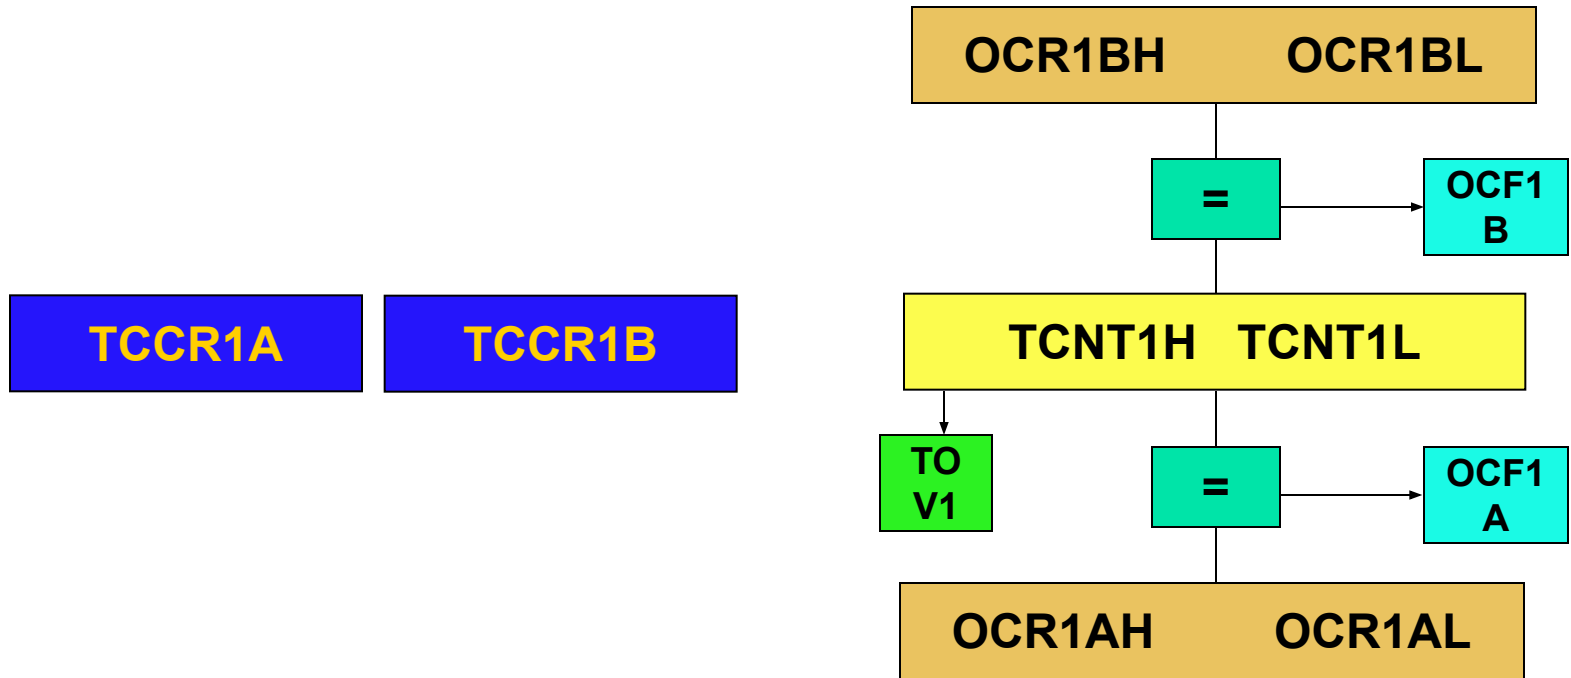 OCR1BH OCR1BL
=
OCF1
B
TCCR1A TCCR1B
TCNT1H TCNT1L
TO
V1
=
OCF1
A
OCR1AH OCR1AL